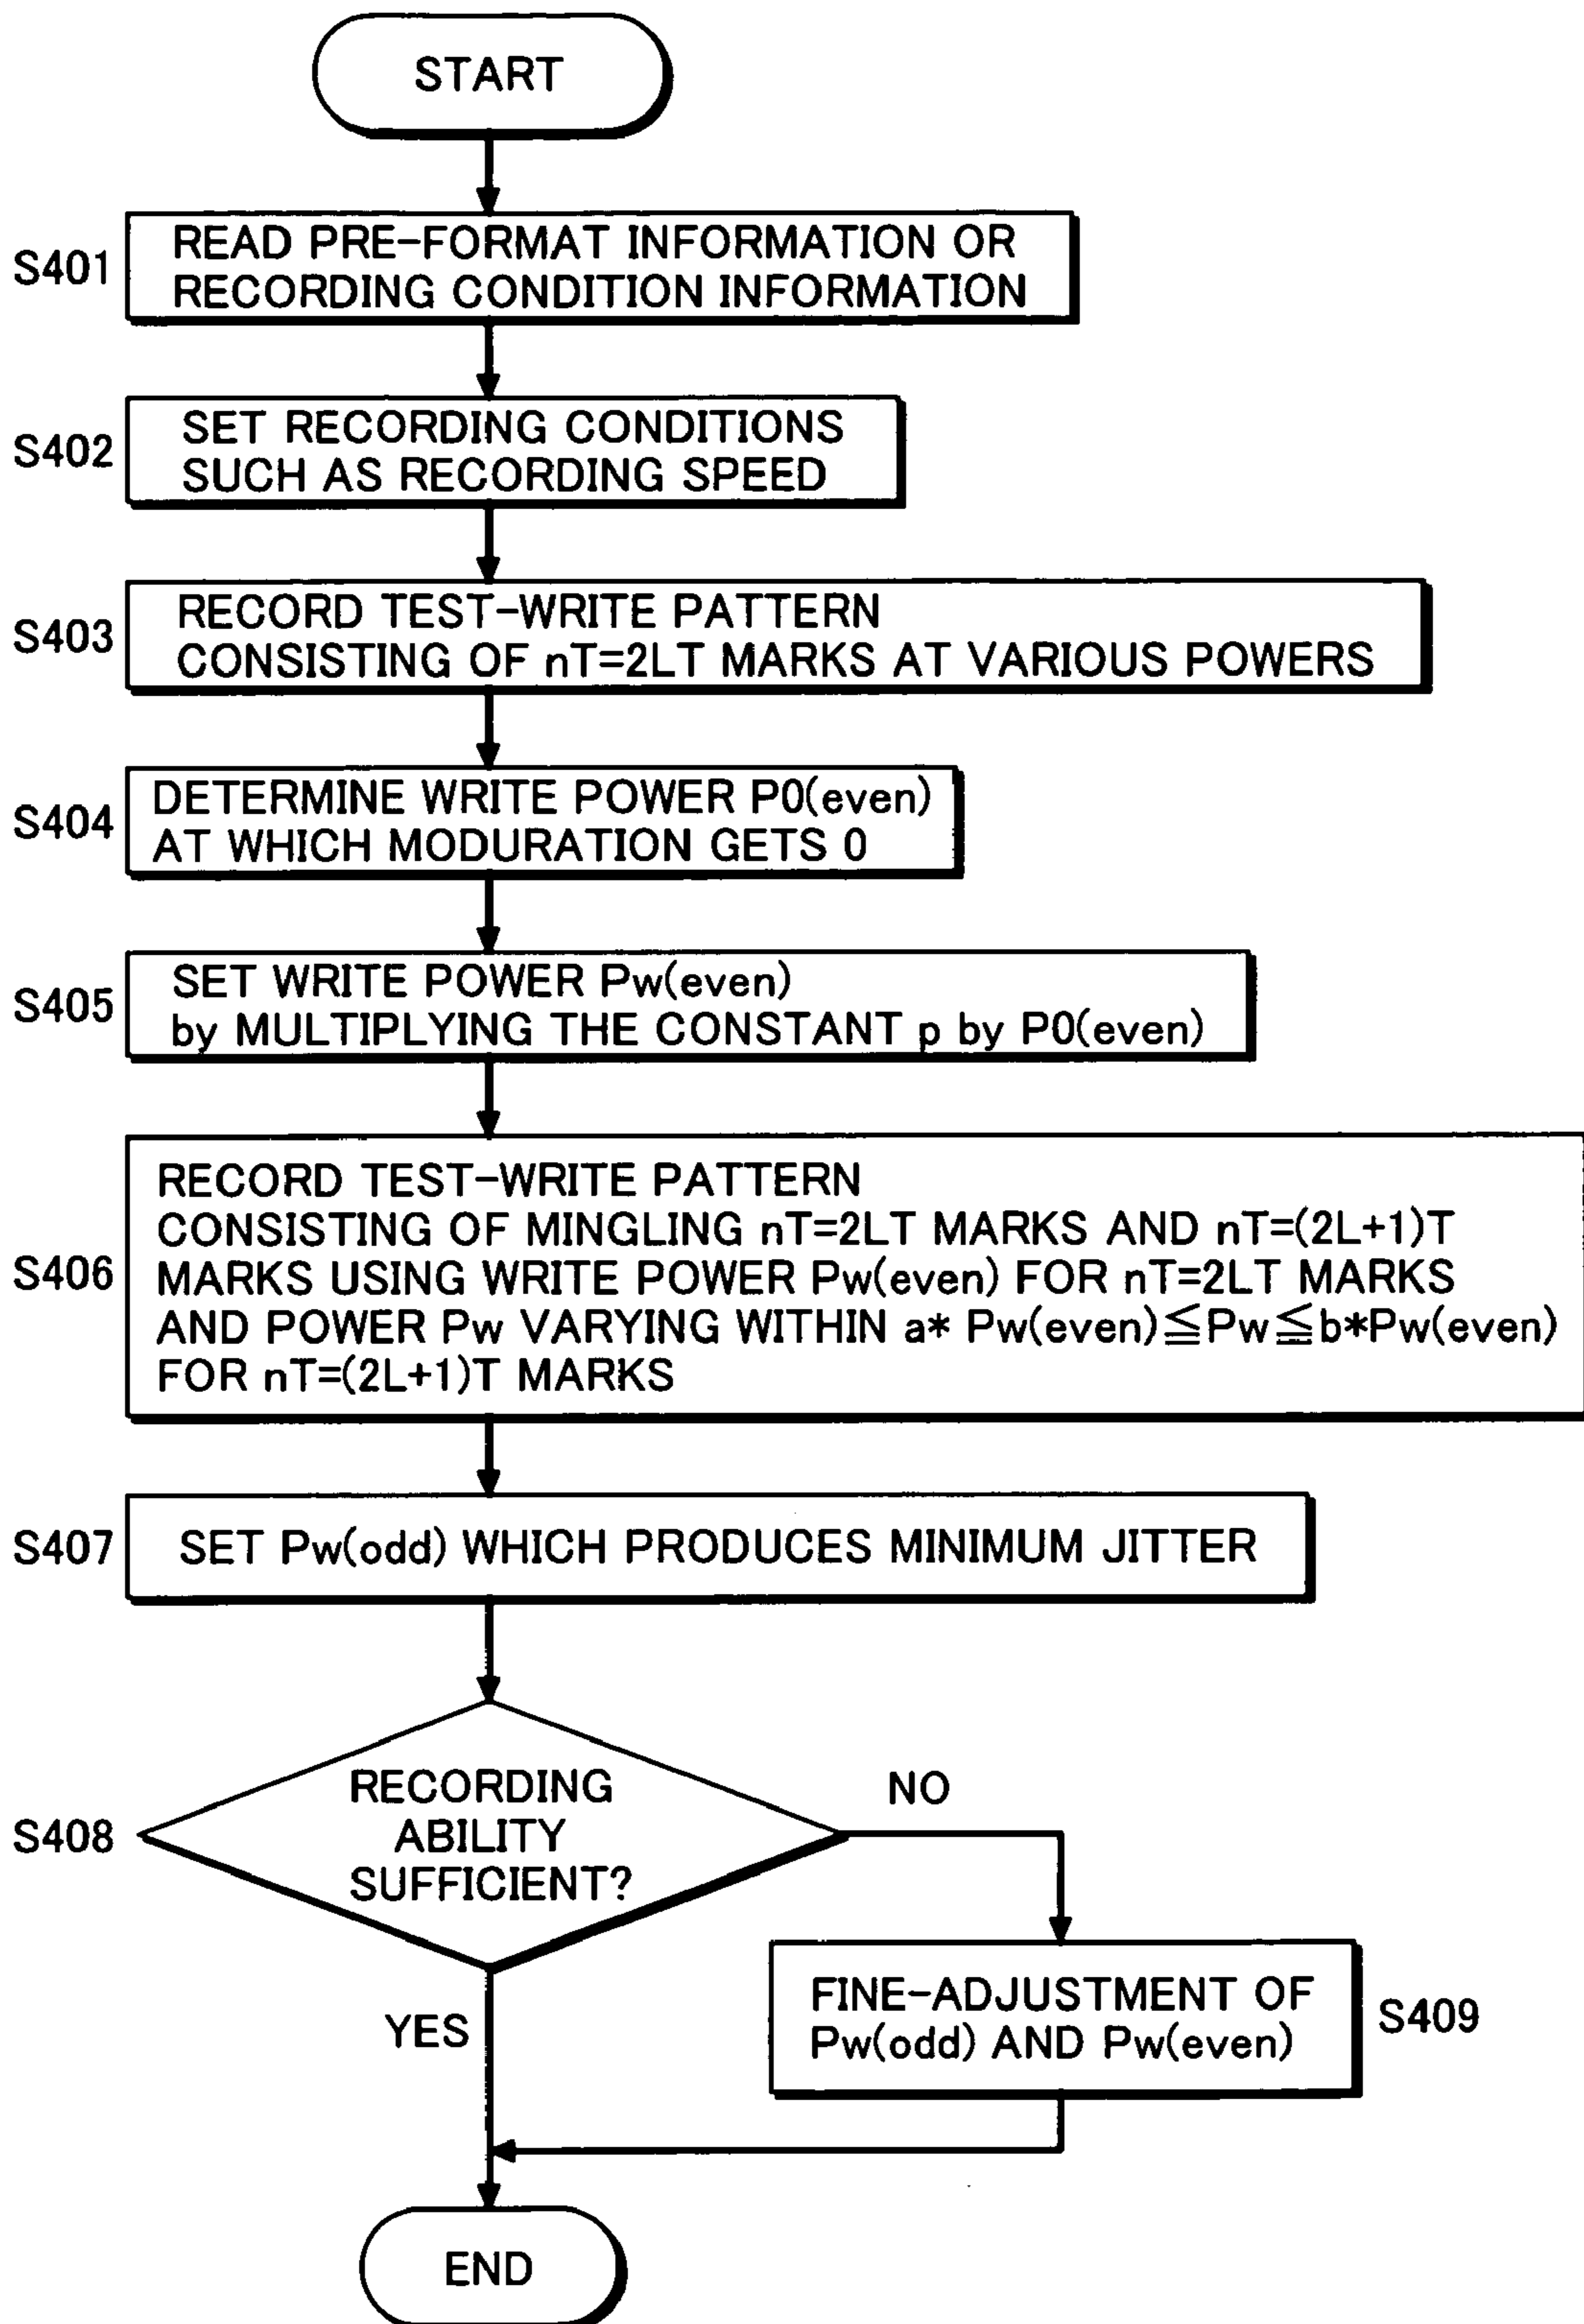 START
S401
READ PRE-FORMAT INFORMATION OR
RECORDING CONDITION INFORMATION
S402
SET RECORDING CONDITIONS
SUCH AS RECORDING SPEED
S403
RECORD TEST-WRITE PATTERN
CONSISTING OF nT=2LT MARKS AT VARIOUS POWERS
S404
DETERMINE WRITE POWER P0(even)
AT WHICH MODURATION GETS 0
S405
SET WRITE POWER Pw(even)
by MULTIPLYING THE CONSTANT p by P0(even)
S406
RECORD TEST-WRITE PATTERN
CONSISTING OF MINGLING nT=2LT MARKS AND nT=(2L+1)T
MARKS USING WRITE POWER Pw(even) FOR nT=2LT MARKS
AND POWER Pw VARYING WITHIN a* Pw(even)≦Pw≦b*Pw(even)
FOR nT=(2L+1)T MARKS
S407
SET Pw(odd) WHICH PRODUCES MINIMUM JITTER
S408
RECORDING
ABILITY
SUFFICIENT?
NO
YES
FINE-ADJUSTMENT OF
Pw(odd) AND Pw(even)
S409
END